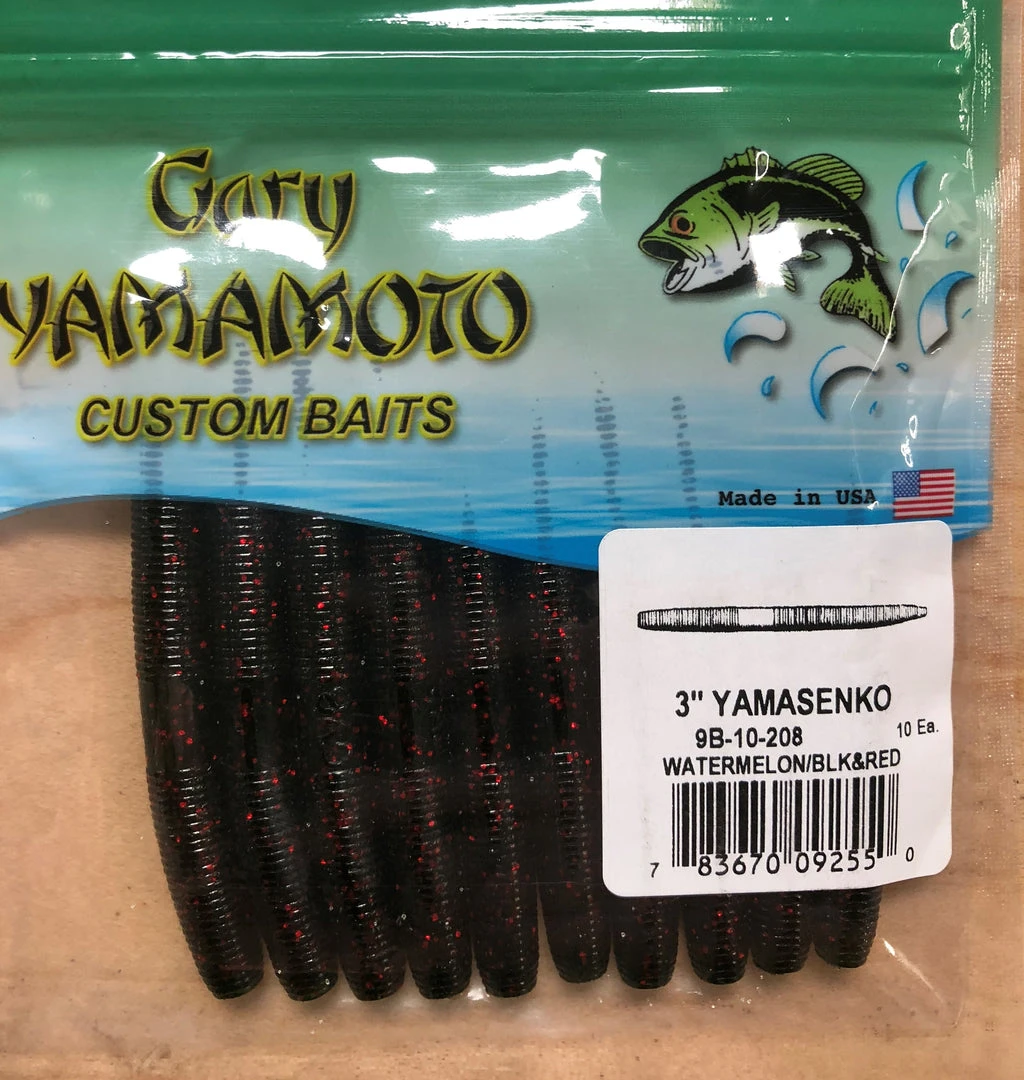 Gary
YAMAMOTO
CUSTOM BAITS
Made in USA
3" YAMASENKO
9B-10-208
10 Ea.
WATERMELON/BLK&RED
7 83670 09255 0